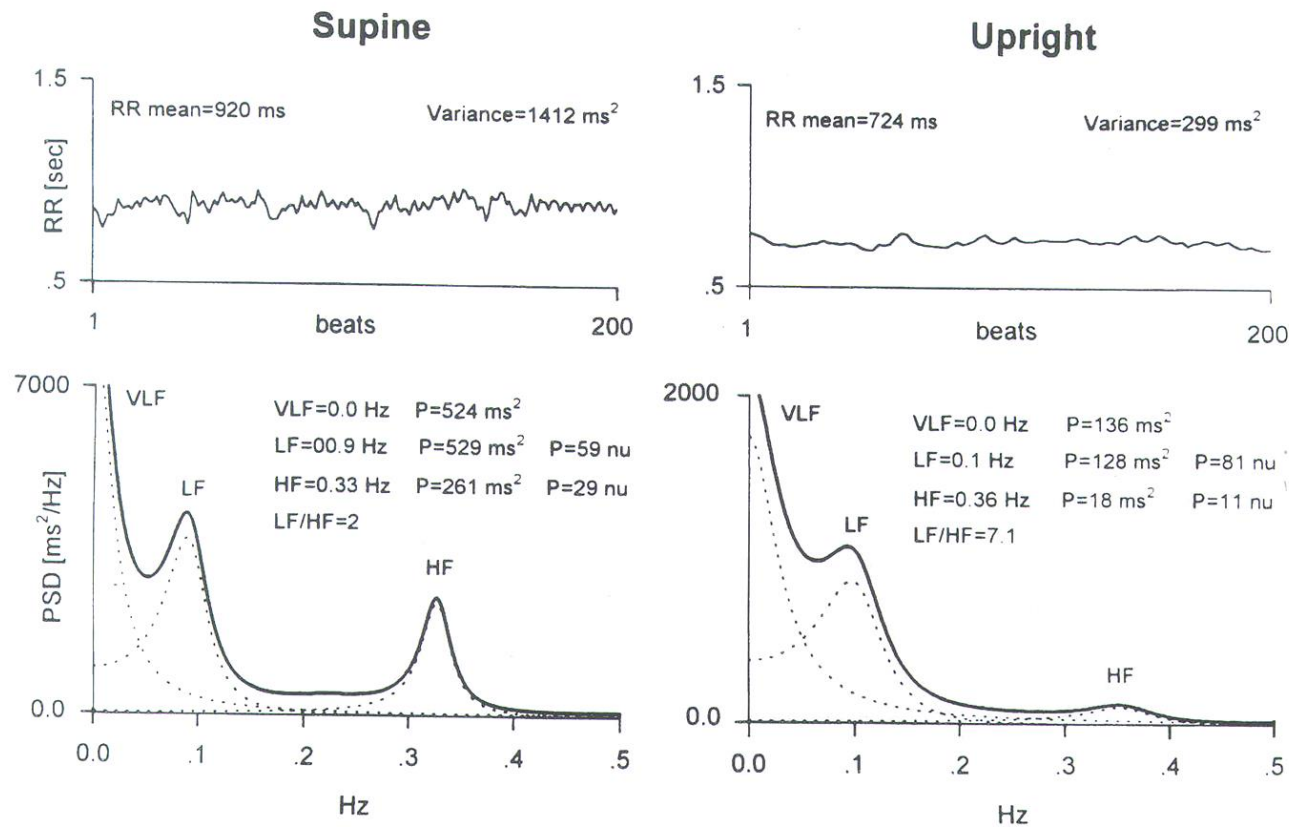 Supine
1.5
RR mean=920 ms Variance=1412 ms²
RR [sec]
.5
1 beats 200
7000
VLF
VLF=0.0 Hz P=524 ms²
LF=00.9 Hz P=529 ms² P=59 nu
HF=0.33 Hz P=261 ms² P=29 nu
LF/HF=2
LF
HF
PSD [ms²/Hz]
0.0
0.0 .1 .2 .3 .4 .5
Hz
Upright
1.5
RR mean=724 ms Variance=299 ms²
.5
1 beats 200
2000
VLF
VLF=0.0 Hz P=136 ms²
LF=0.1 Hz P=128 ms² P=81 nu
HF=0.36 Hz P=18 ms² P=11 nu
LF/HF=7.1
LF
HF
0.0
0.0 .1 .2 .3 .4 .5
Hz